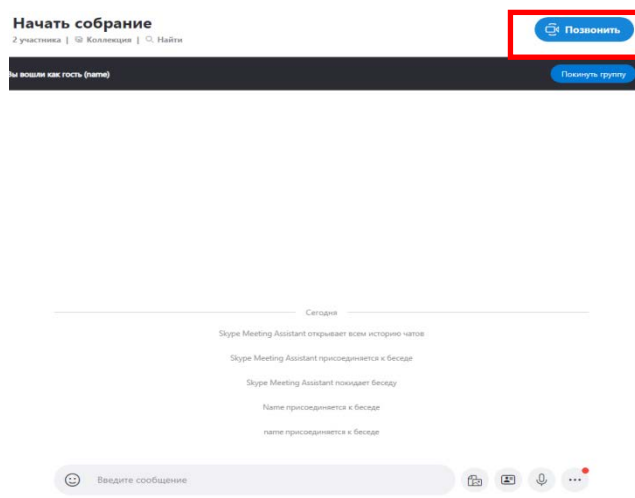 Начать собрание
2 участника | Коллекция | Найти
Позвонить
Вы вошли как гость (name)
Покинуть группу
Сегодня
Skype Meeting Assistant открывает всем историю чатов
Skype Meeting Assistant присоединяется к беседе
Skype Meeting Assistant покидает беседу
Name присоединяется к беседе
name присоединяется к беседе
Введите сообщение